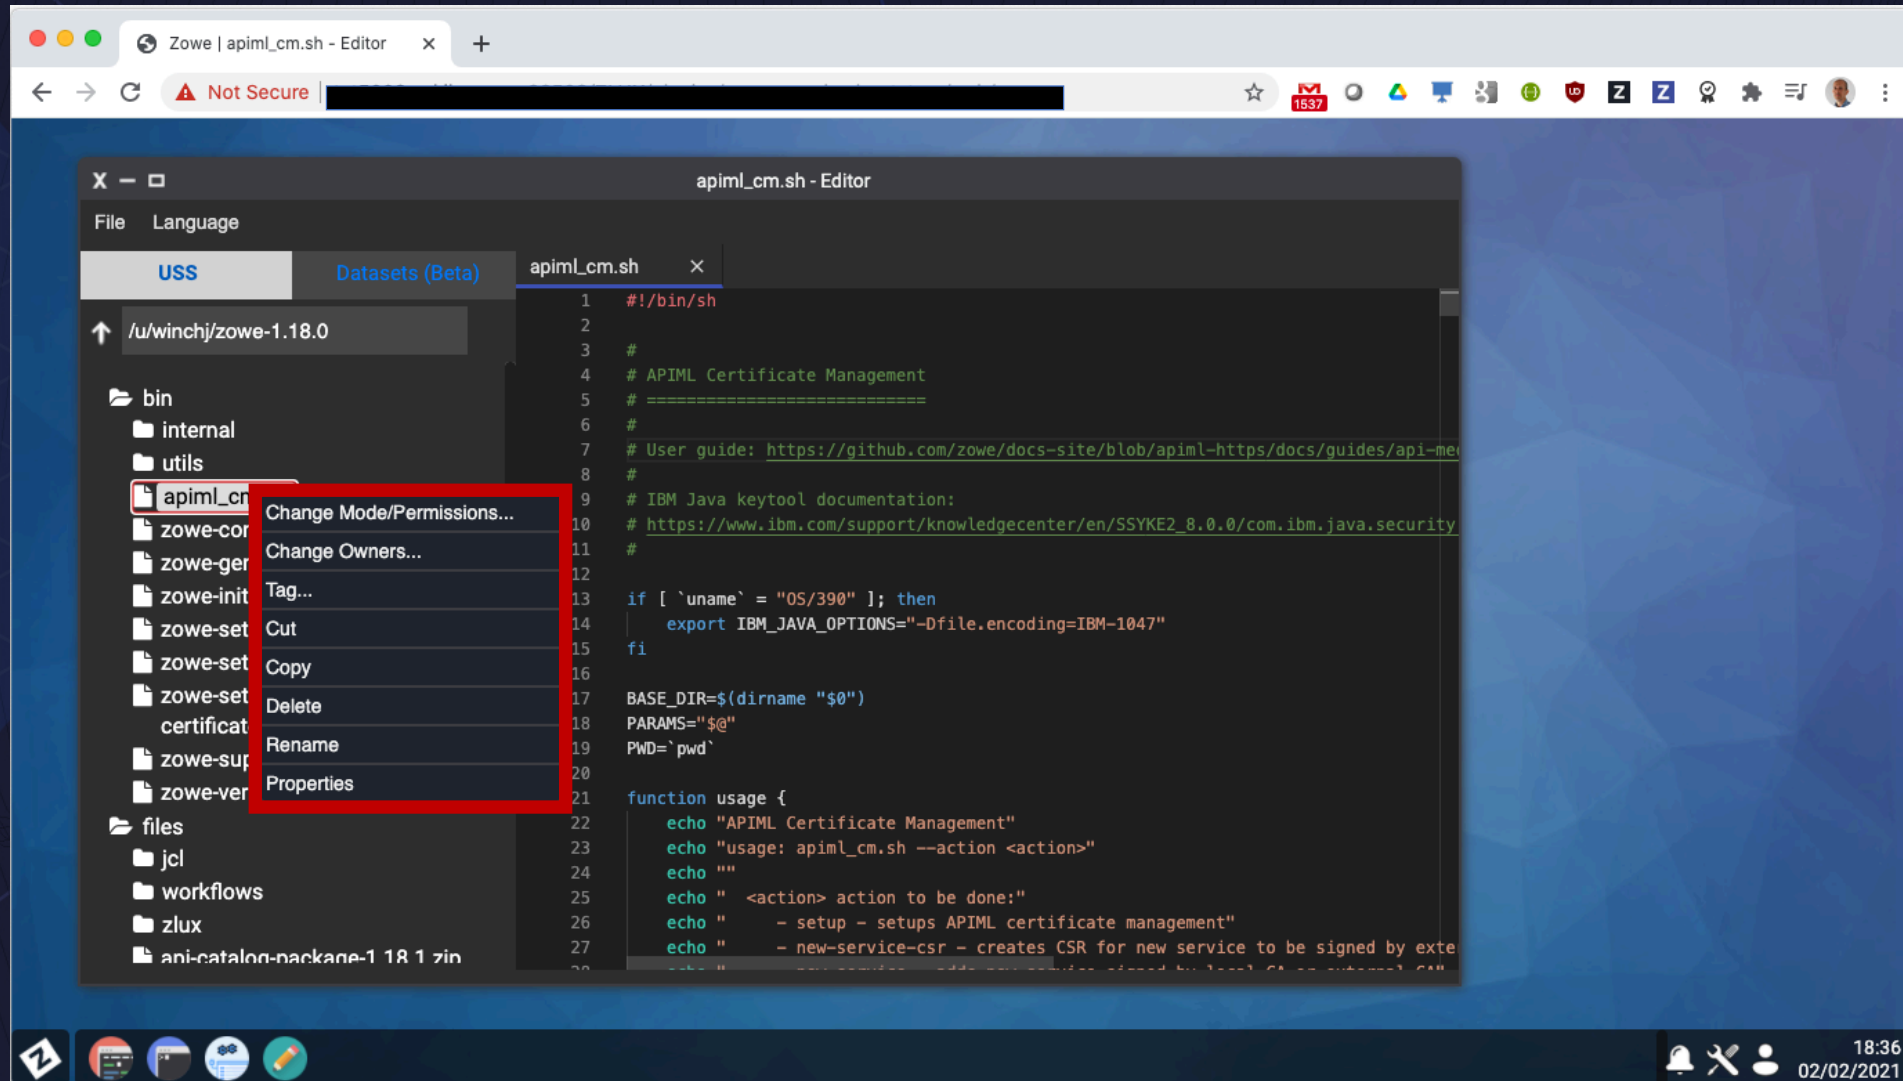 Zowe | apiml_cm.sh - Editor
Not Secure
1537
X
apiml_cm.sh - Editor
File Language
USS Datasets (Beta)
/u/winchj/zowe-1.18.0
bin
internal
utils
apiml_cm
zowe-con
zowe-gen
zowe-init
zowe-set
zowe-set
zowe-set
certificat
zowe-sup
zowe-ver
files
jcl
workflows
zlux
api-catalog-package-1.18.1.zip
Change Mode/Permissions...
Change Owners...
Tag...
Cut
Copy
Delete
Rename
Properties
apiml_cm.sh
1 #!/bin/sh
2
3 #
4 # APIML Certificate Management
5 # ============================
6 #
7 # User guide: https://github.com/zowe/docs-site/blob/apiml-https/docs/guides/api-me
8 #
9 # IBM Java keytool documentation:
10 # https://www.ibm.com/support/knowledgecenter/en/SSYKE2_8.0.0/com.ibm.java.security
11 #
12
13 if [ `uname` = "OS/390" ]; then
14 export IBM_JAVA_OPTIONS="-Dfile.encoding=IBM-1047"
15 fi
16
17 BASE_DIR=$(dirname "$0")
18 PARAMS="$@"
19 PWD=`pwd`
20
21 function usage {
22 echo "APIML Certificate Management"
23 echo "usage: apiml_cm.sh --action <action>"
24 echo ""
25 echo "  <action> action to be done:"
26 echo "     - setup - setups APIML certificate management"
27 echo "     - new-service-csr - creates CSR for new service to be signed by exte
18:36
02/02/2021